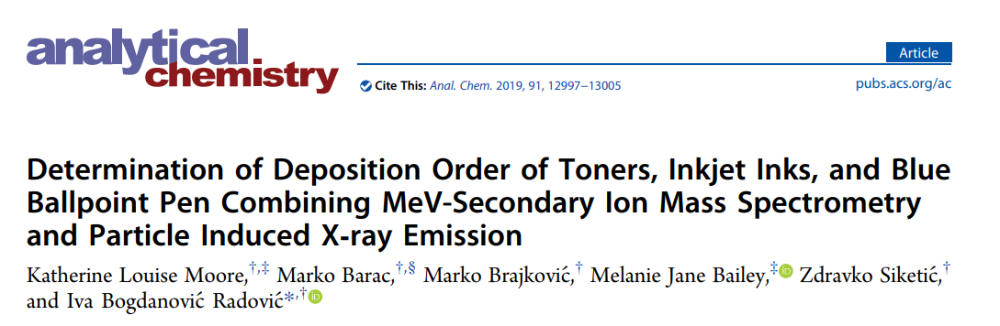 analytical
chemistry
Article
Cite This: Anal. Chem. 2019, 91, 12997−13005
pubs.acs.org/ac
Determination of Deposition Order of Toners, Inkjet Inks, and Blue
Ballpoint Pen Combining MeV-Secondary Ion Mass Spectrometry
and Particle Induced X-ray Emission
Katherine Louise Moore,†,‡ Marko Barac,†,§ Marko Brajković,† Melanie Jane Bailey,‡ iD Zdravko Siketić,†
and Iva Bogdanović Radović*,† iD